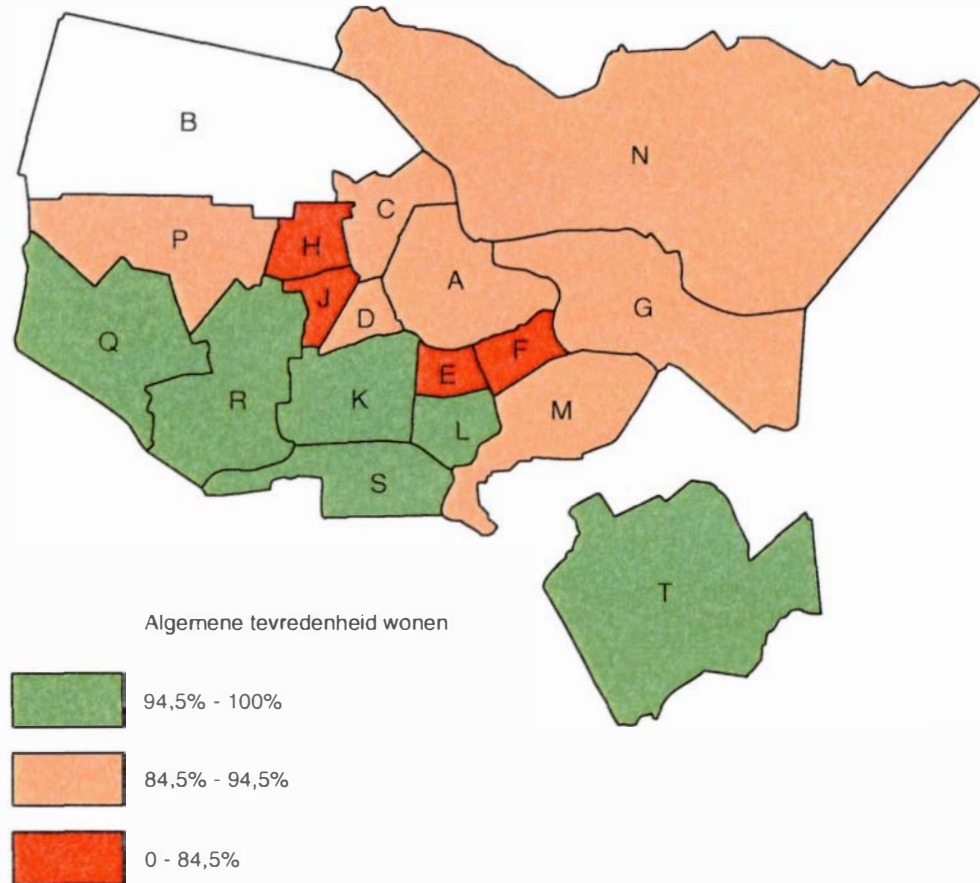 B
N
C
P
H
A
J
G
D
Q
F
E
R
K
M
L
S
T
Algemene tevredenheid wonen
94,5% - 100%
84,5% - 94,5%
0 - 84,5%